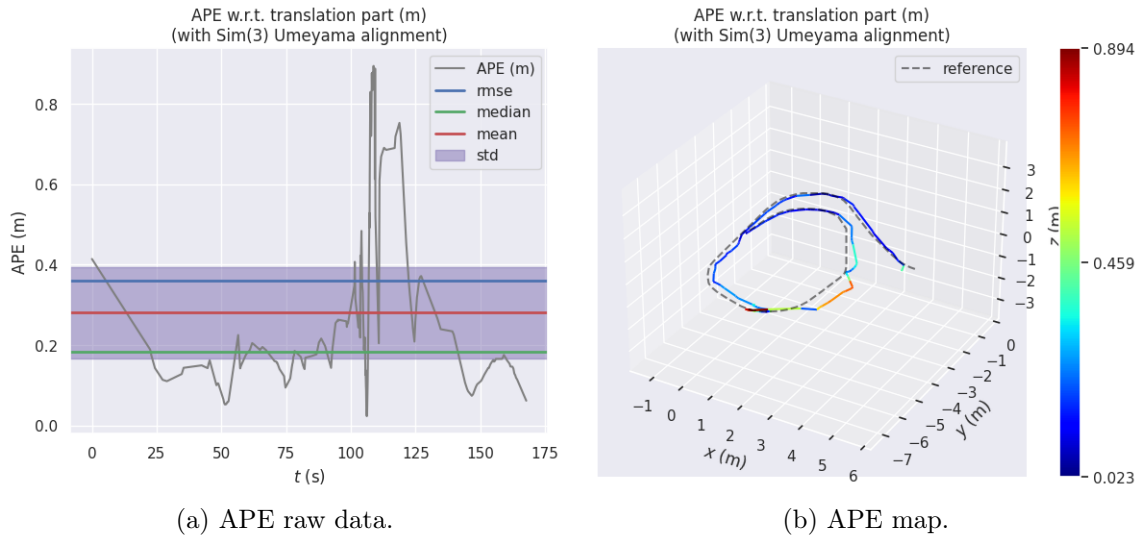 APE w.r.t. translation part (m)
(with Sim(3) Umeyama alignment)
APE (m)
rmse
median
mean
std
APE (m)
0.8
0.6
0.4
0.2
0.0
0
25
50
75
100
125
150
175
t (s)
(a) APE raw data.
APE w.r.t. translation part (m)
(with Sim(3) Umeyama alignment)
reference
3
2
1
0
−1
−2
−3
z (m)
0
−1
−2
−3
−4
−5
−6
−7
y (m)
−1
0
1
2
3
4
5
6
x (m)
0.894
0.459
0.023
(b) APE map.